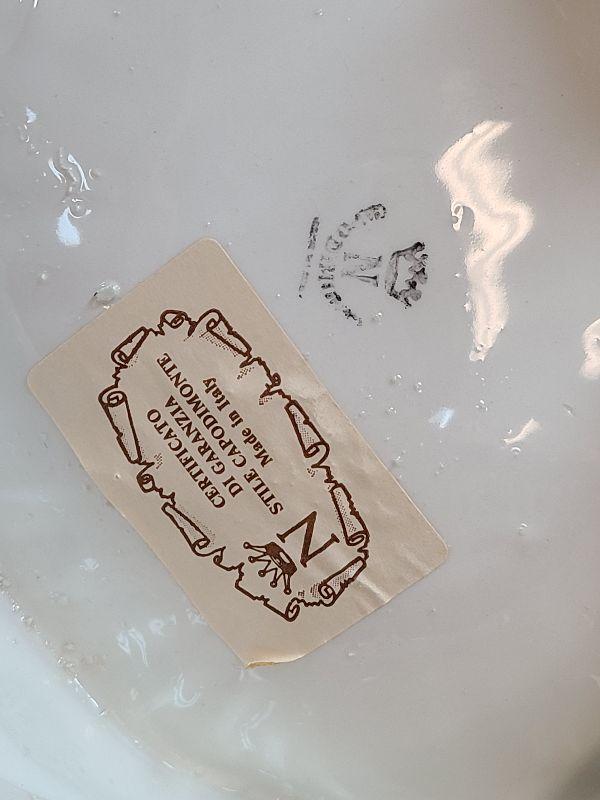 N
CERTIFICATO
DI GARANZIA
STILE CAPODIMONTE
Made in Italy
N